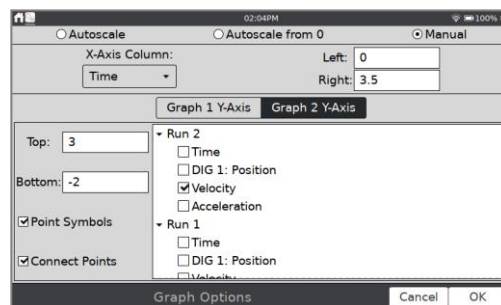 02:04PM 100%
Autoscale Autoscale from 0 Manual
X-Axis Column: Left: 0
Time Right: 3.5
Graph 1 Y-Axis Graph 2 Y-Axis
Top: 3
Bottom: -2
Point Symbols
Connect Points
Run 2
Time
DIG 1: Position
Velocity
Acceleration
Run 1
Time
DIG 1: Position
Velocity
Graph Options Cancel OK